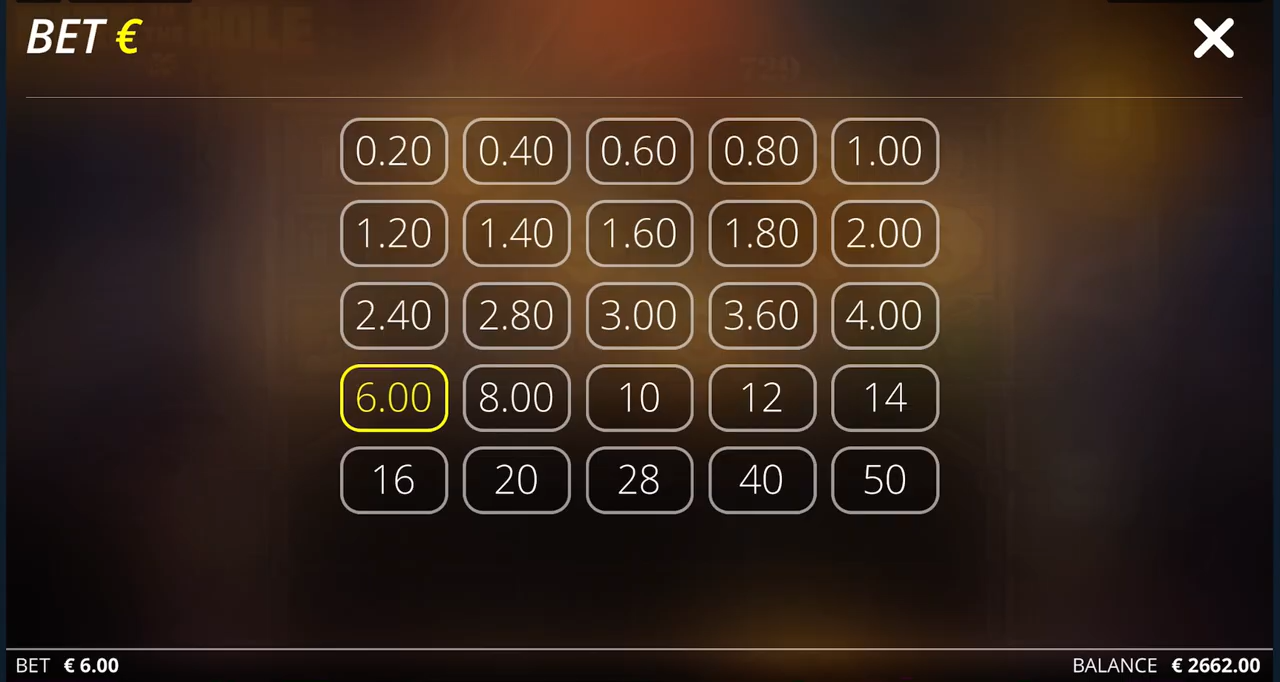 BET €
0.20 0.40 0.60 0.80 1.00
1.20 1.40 1.60 1.80 2.00
2.40 2.80 3.00 3.60 4.00
6.00 8.00 10 12 14
16 20 28 40 50
BET € 6.00 BALANCE € 2662.00